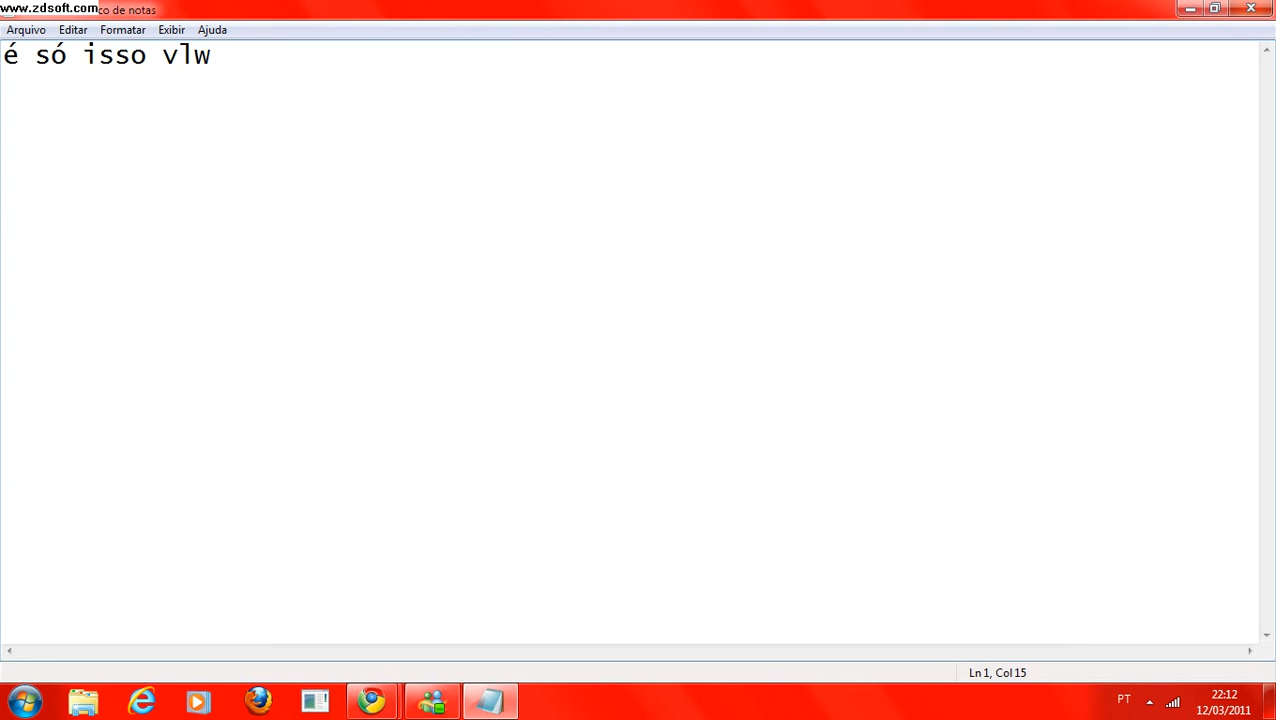 www.zdsoft.com co de notas
Arquivo Editar Formatar Exibir Ajuda
é só isso vlw
Ln 1, Col 15
PT 22:12
12/03/2011